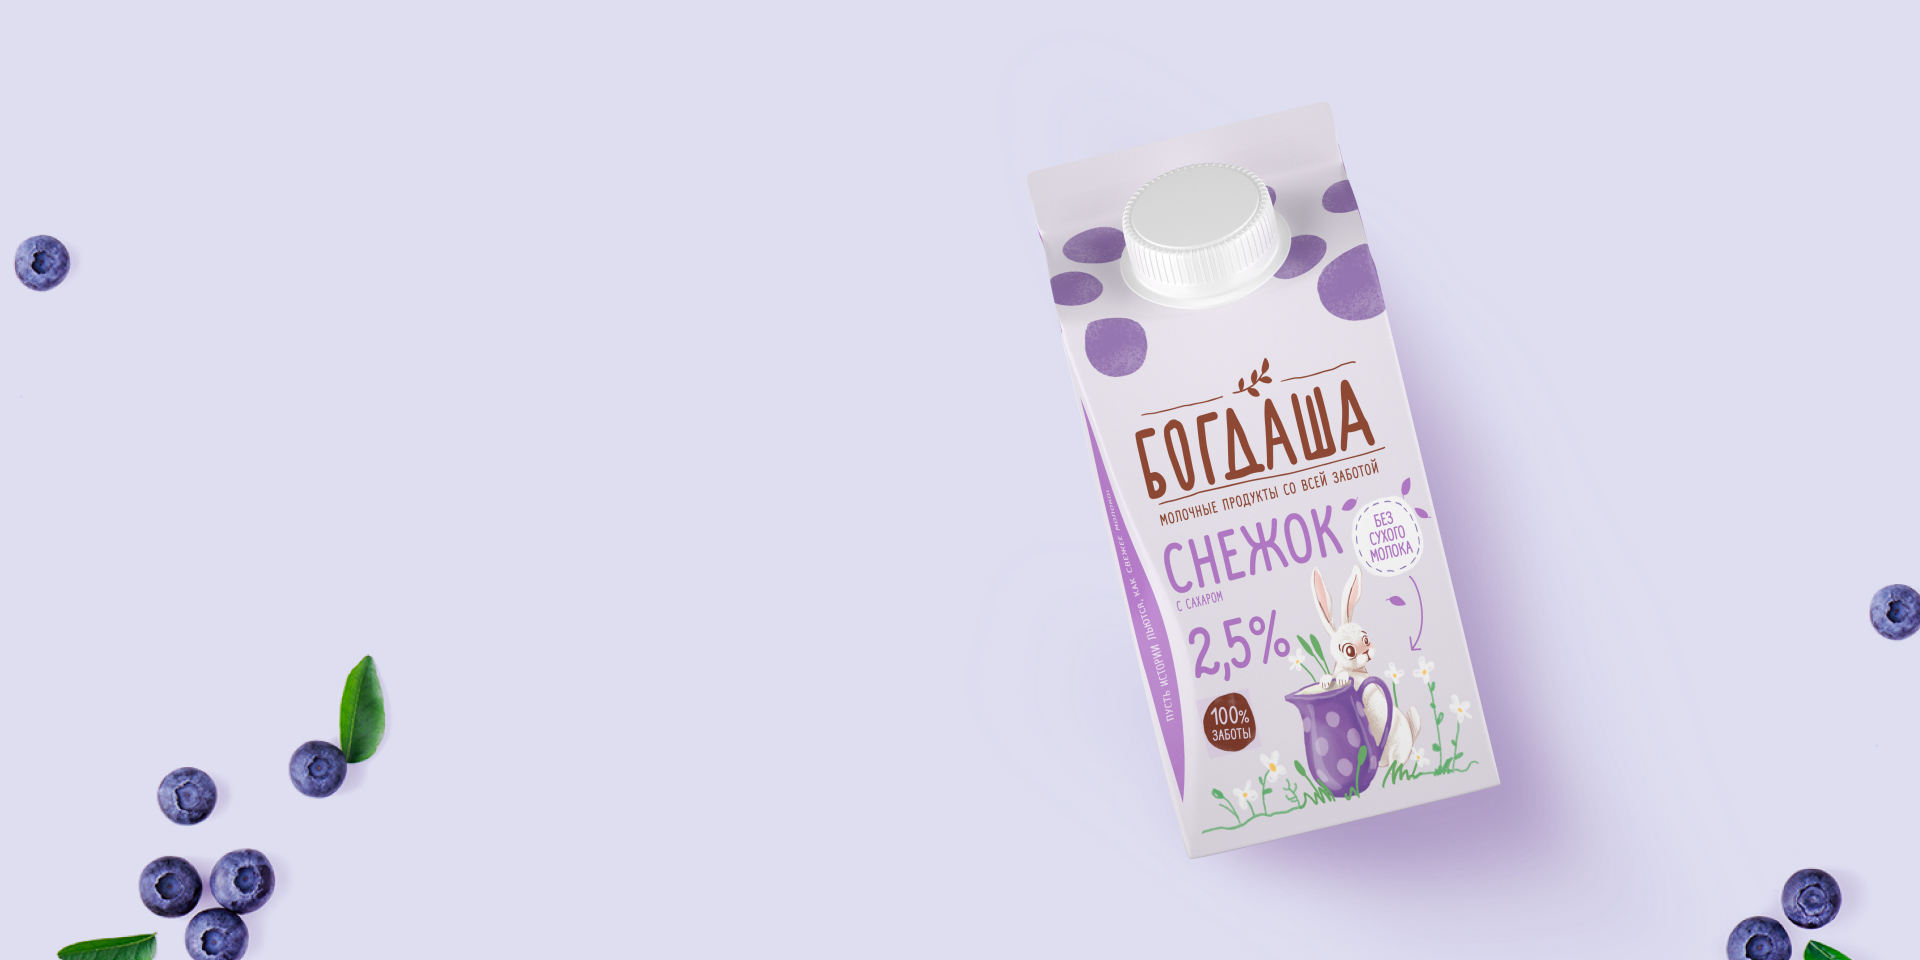 БОГДАША
МОЛОЧНЫЕ ПРОДУКТЫ СО ВСЕЙ ЗАБОТОЙ
СНЕЖОК
С САХАРОМ
2,5%
БЕЗ
СУХОГО
МОЛОКА
100%
ЗАБОТЫ
ПУСТЬ ИСТОРИИ ЛЬЮТСЯ, КАК СВЕЖЕЕ МОЛОКО!